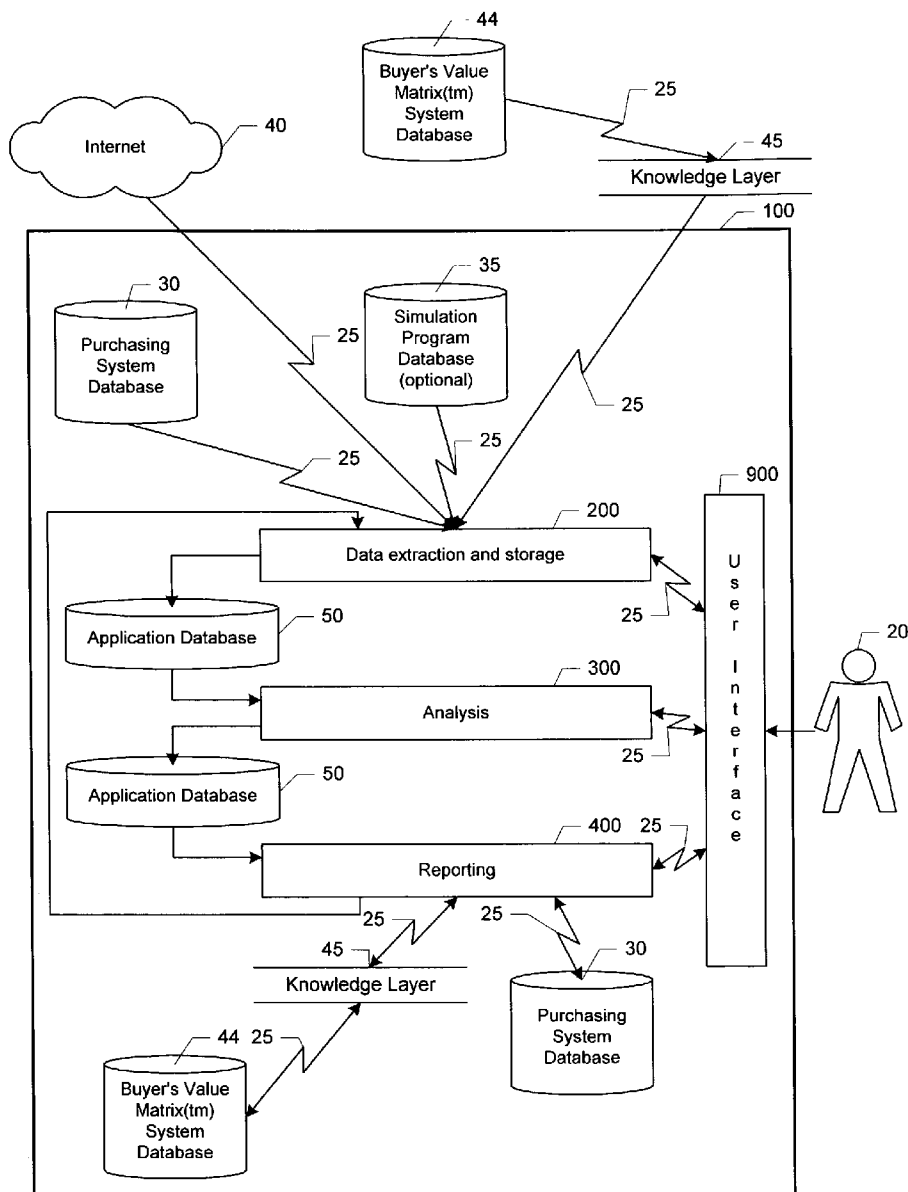 44
Buyer's Value
Matrix(tm)
System
Database
25
40
Internet
45
Knowledge Layer
100
30
Purchasing
System
Database
35
Simulation
Program
Database
(optional)
25
25
25
25
900
200
Data extraction and storage
User Interface
25
50
Application Database
20
300
Analysis
25
50
Application Database
400
25
Reporting
25
25
45
Knowledge Layer
30
Purchasing
System
Database
44
25
Buyer's Value
Matrix(tm)
System
Database